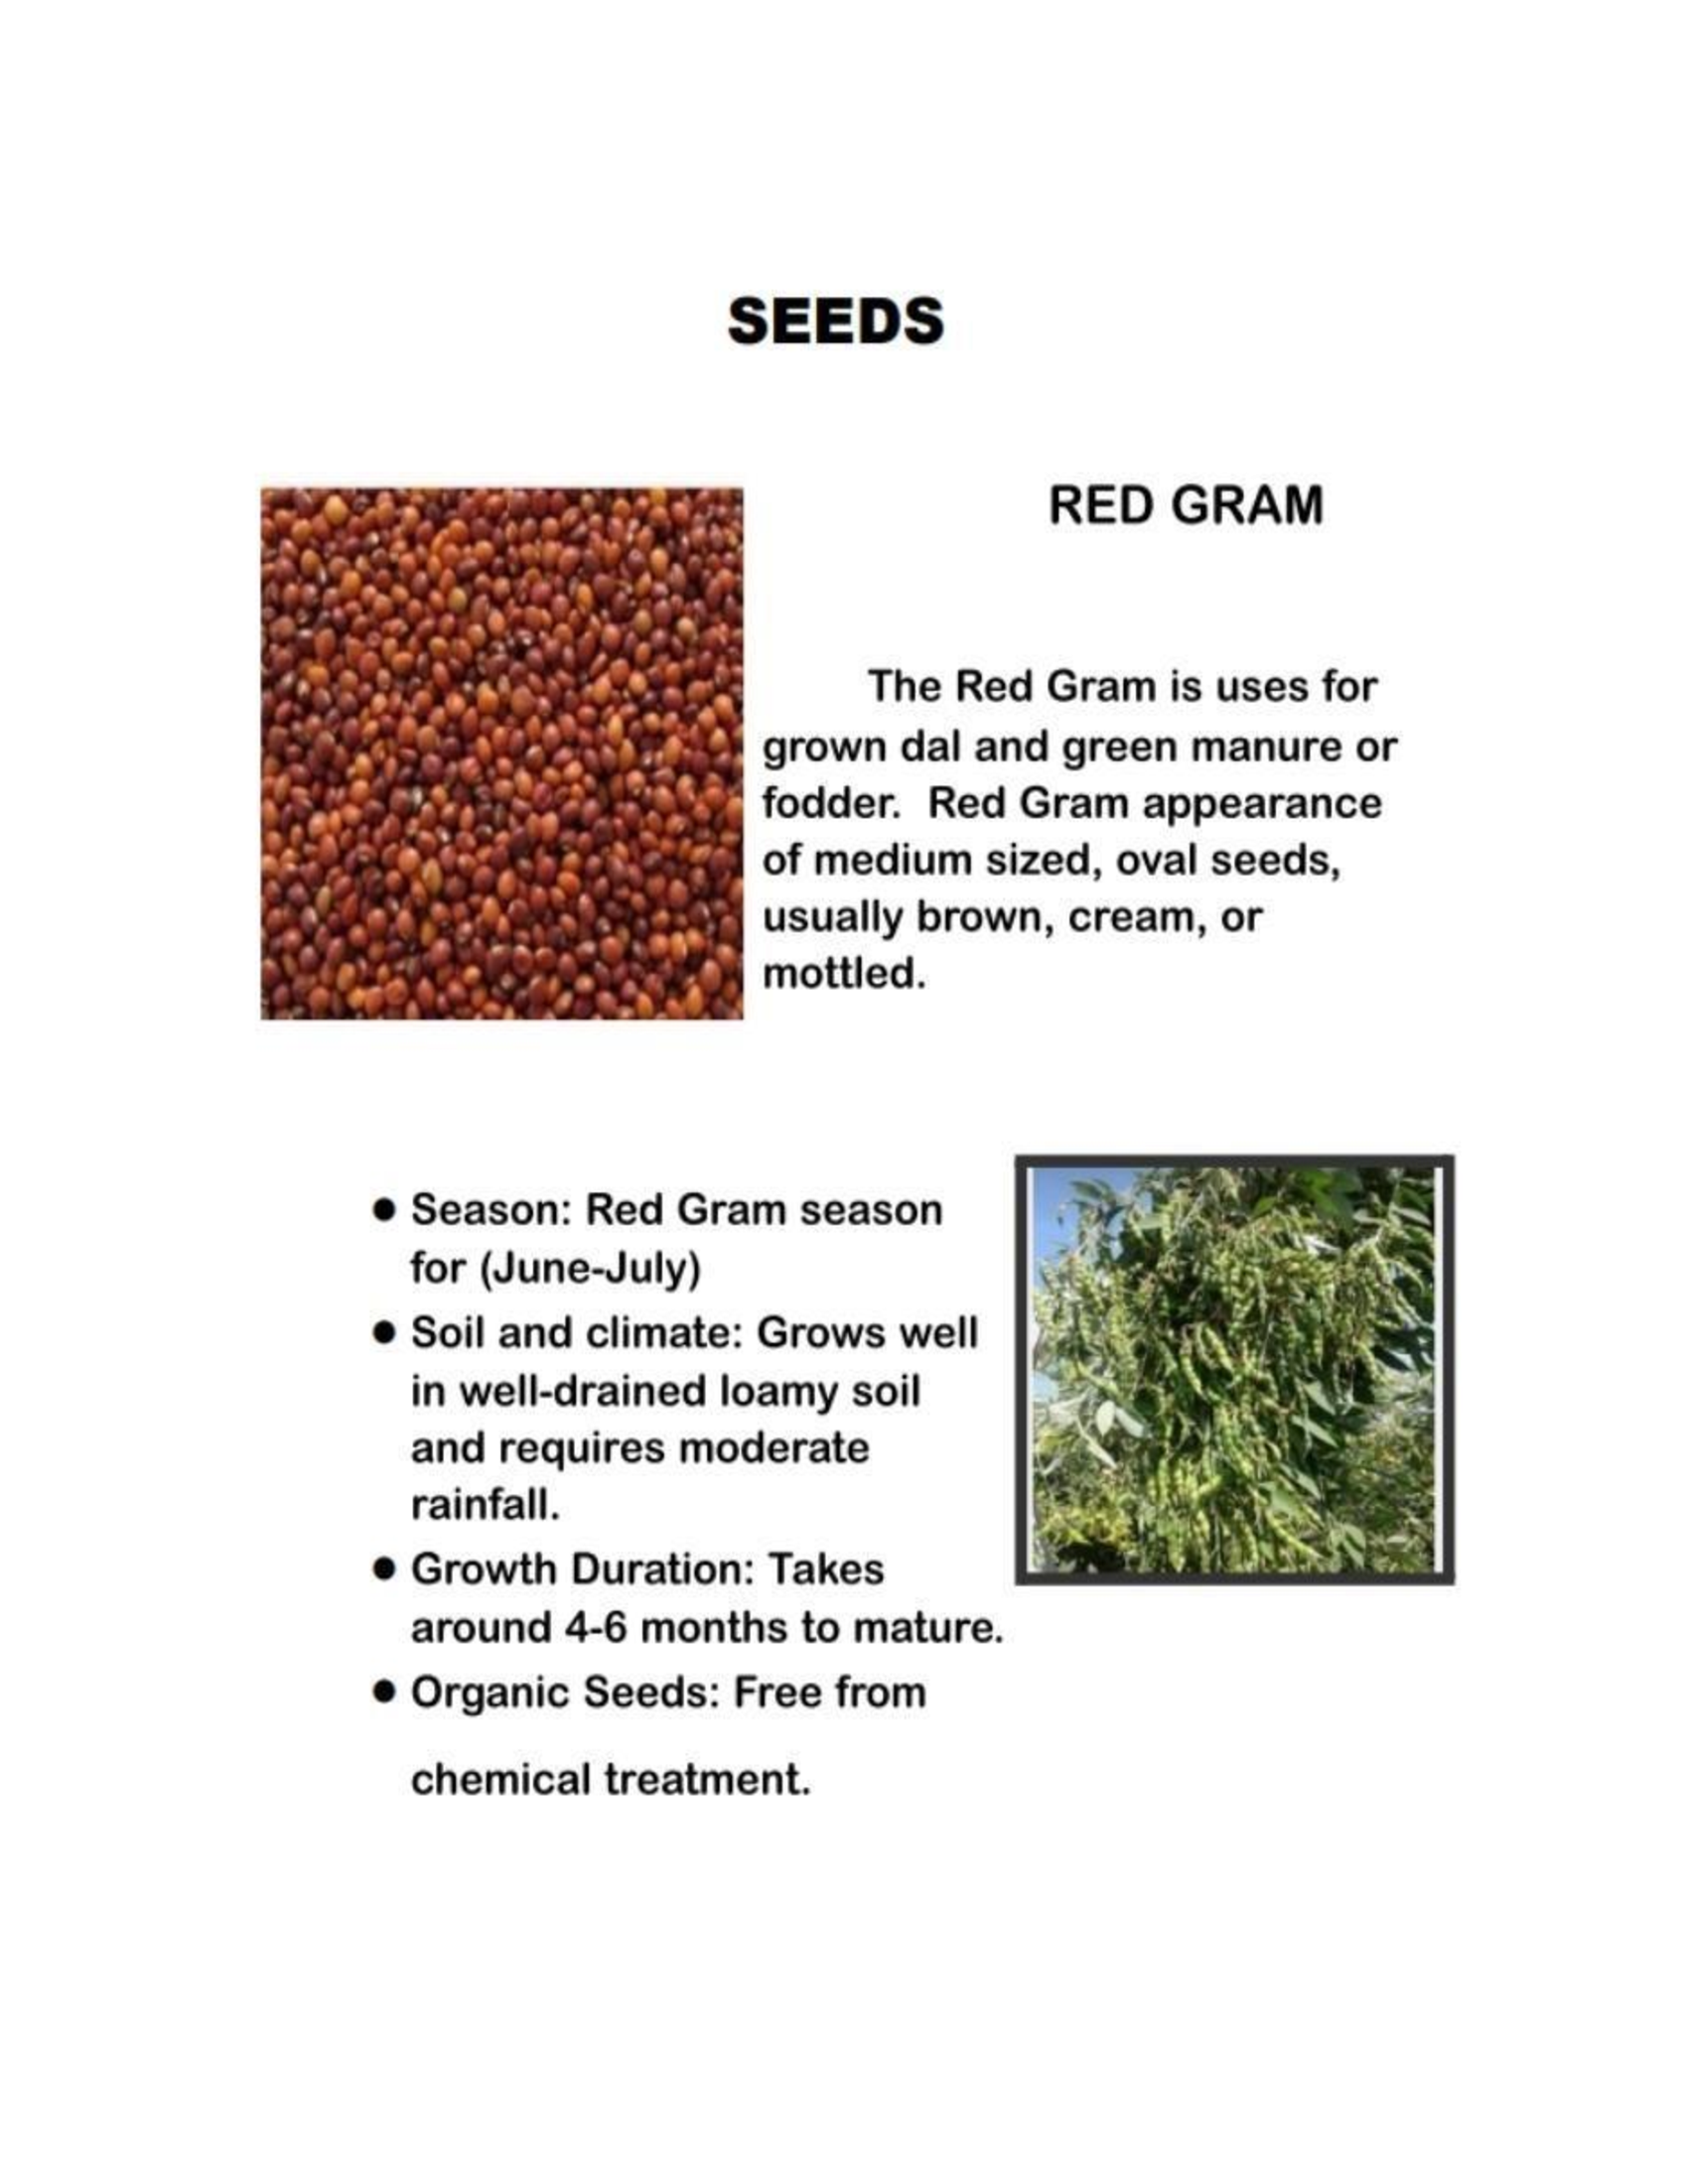 SEEDS
RED GRAM
The Red Gram is uses for
grown dal and green manure or
fodder. Red Gram appearance
of medium sized, oval seeds,
usually brown, cream, or
mottled.
● Season: Red Gram season
for (June-July)
● Soil and climate: Grows well
in well-drained loamy soil
and requires moderate
rainfall.
● Growth Duration: Takes
around 4-6 months to mature.
● Organic Seeds: Free from
chemical treatment.